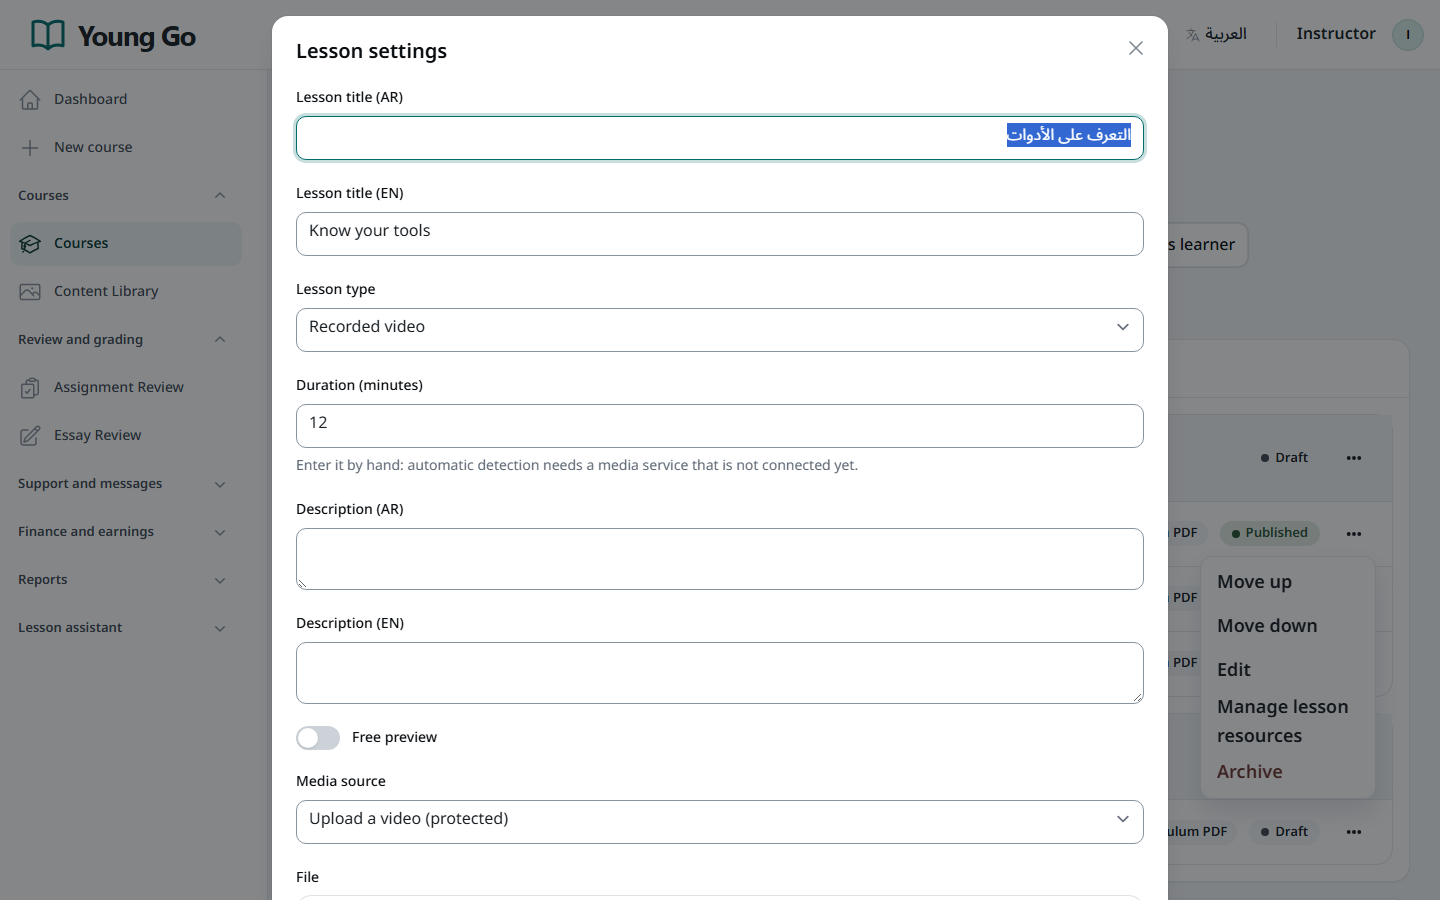 Young Go
العربية
Instructor
I
Dashboard
New course
Courses
Courses
Content Library
Review and grading
Assignment Review
Essay Review
Support and messages
Finance and earnings
Reports
Lesson assistant
Lesson settings
Lesson title (AR)
التعرف على الأدوات
Lesson title (EN)
Know your tools
Lesson type
Recorded video
Duration (minutes)
12
Enter it by hand: automatic detection needs a media service that is not connected yet.
Description (AR)
Description (EN)
Free preview
Media source
Upload a video (protected)
File
learner
Draft
PDF
Published
PDF
PDF
Move up
Move down
Edit
Manage lesson
resources
Archive
PDF
Draft